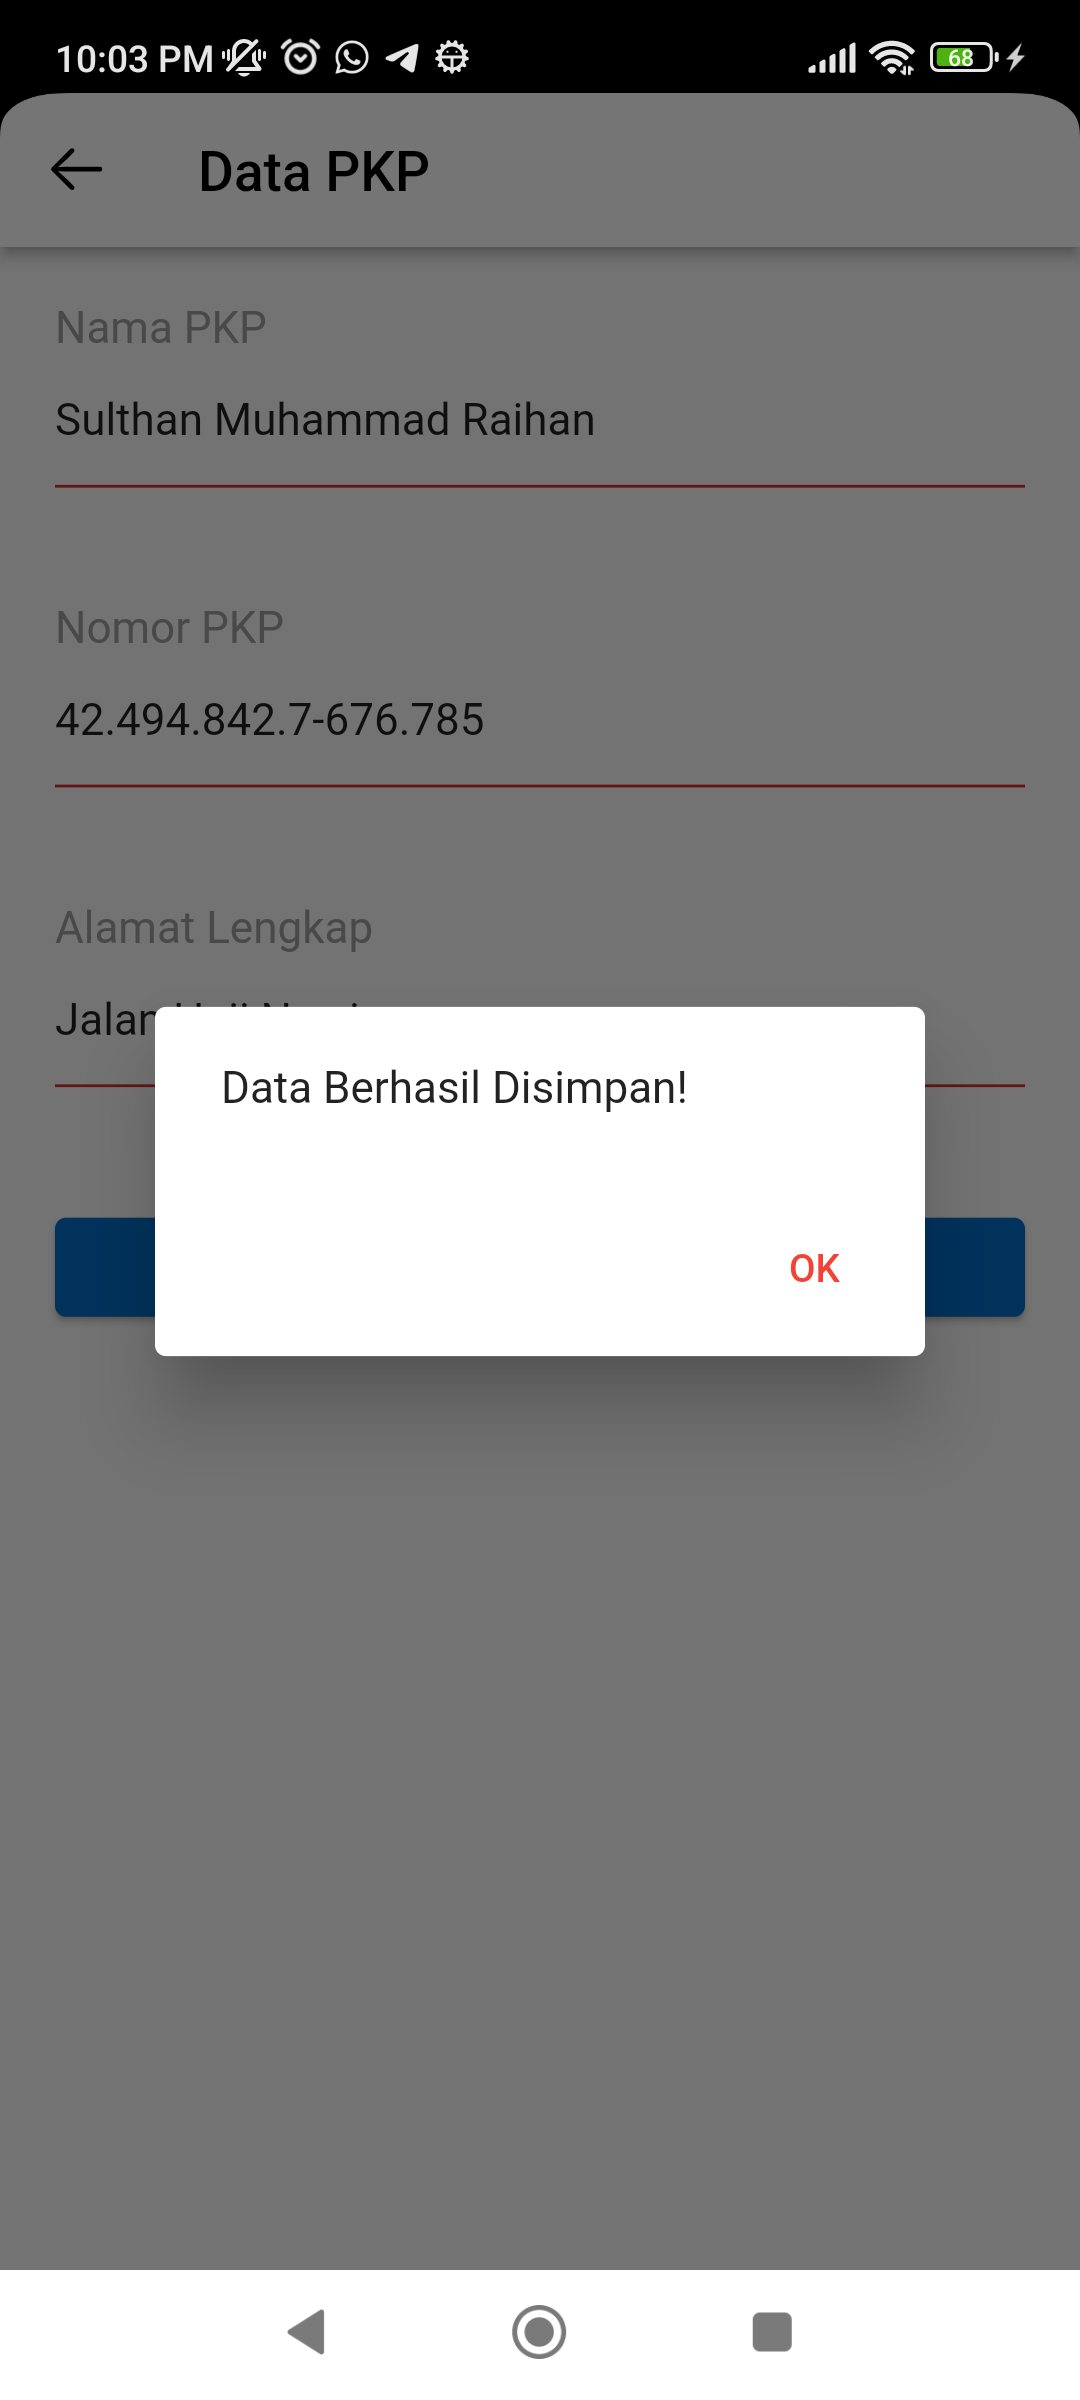 10:03 PM
68
Data PKP
Nama PKP
Sulthan Muhammad Raihan
Nomor PKP
42.494.842.7-676.785
Alamat Lengkap
Jalan
Data Berhasil Disimpan!
OK